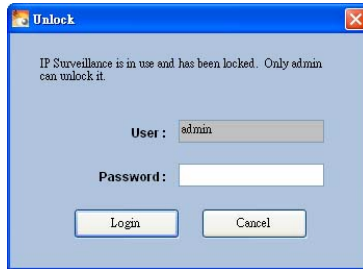 Unlock
IP Surveillance is in use and has been locked. Only admin
can unlock it.
User :
admin
Password :
Login
Cancel